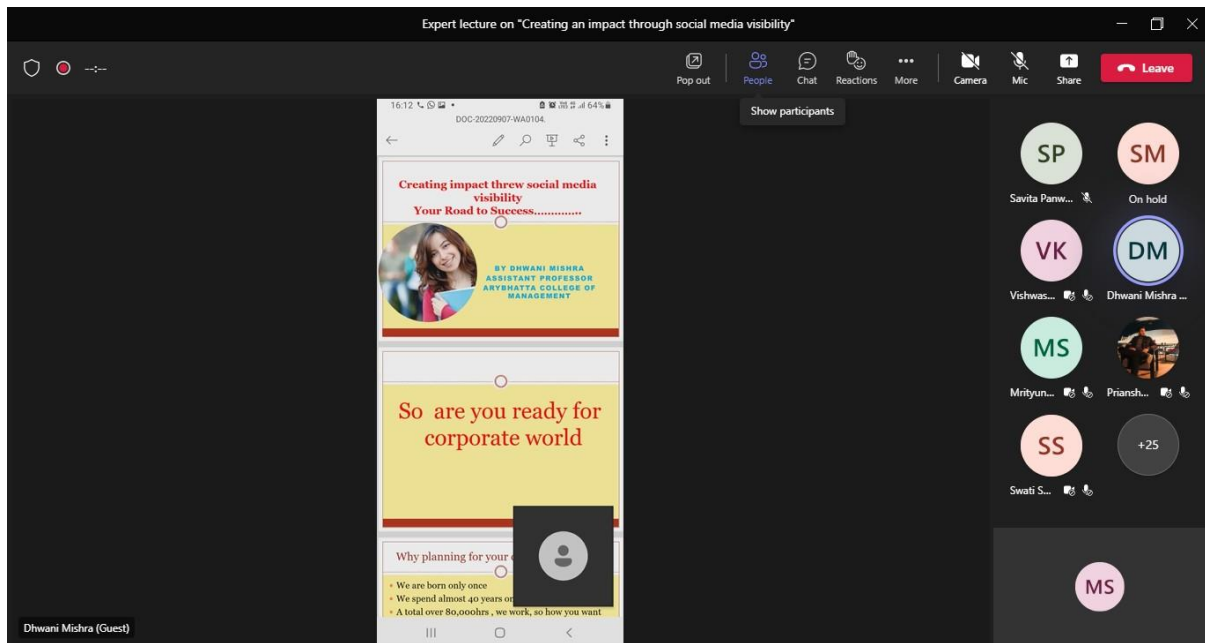 Expert lecture on "Creating an impact through social media visibility"
--:--
Pop out
People
Chat
Reactions
More
Camera
Mic
Share
Leave
Show participants
16:12
64%
DOC-20220907-WA0104.
Creating impact threw social media
visibility
Your Road to Success.............
BY DHWANI MISHRA
ASSISTANT PROFESSOR
ARYBHATTA COLLEGE OF
MANAGEMENT
So are you ready for
corporate world
Why planning for your
We are born only once
We spend almost 40 years
A total over 80,000hrs , we work, so how you want
SP
Savita Panw...
SM
On hold
VK
Vishwas...
DM
Dhwani Mishra ...
MS
Mrityun...
Priansh...
SS
Swati S...
+25
MS
Dhwani Mishra (Guest)